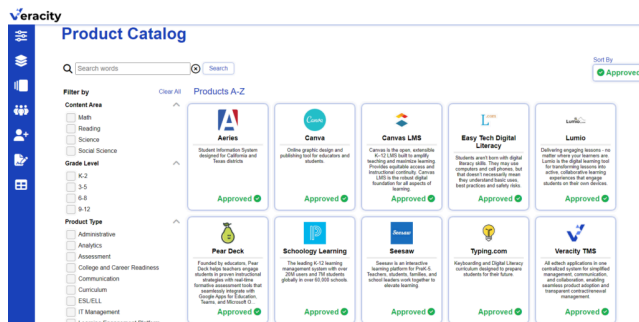 Veracity
Product Catalog
Search words
Search
Sort By
Approved
Filter by
Clear All
Products A-Z
Content Area
Math
Reading
Science
Social Science
Grade Level
K-2
3-5
6-8
9-12
Product Type
Administrative
Analytics
Assessment
College and Career Readiness
Communication
Curriculum
ESL/ELL
IT Management
Aeries
Student Information System
designed for California and
Texas districts.
Approved
Canva
Canva
Online graphic design and
publishing tool for educators and
students.
Approved
Canvas LMS
Canvas is the open, extensible
K–12 LMS built to amplify
teaching and maximize learning.
Provides equitable access and
instructional continuity, Canvas
LMS is the robust digital
foundation for all aspects of
learning.
Approved
Easy Tech Digital
Literacy
Students aren't born with digital
literacy skills. They may use
computers and cell phones, but
that doesn't necessarily mean
they understand basic uses,
best practices and safety risks.
Approved
Lumio
Lumio
Delivering engaging lessons - no
matter where your learners are.
Lumio is the digital learning tool
for transforming lessons into
active, collaborative learning
experiences that engage
students on their own devices.
Approved
Pear Deck
Founded by educators, Pear
Deck helps teachers engage
students in proven instructional
strategies with real-time
formative assessment tools that
seamlessly integrate with
Google Apps for Education,
Teams, and Microsoft O...
Approved
Schoology Learning
The leading K-12 learning
management system with over
20M users and 7M students
globally in over 60,000 schools.
Approved
Seesaw
Seesaw
Seesaw is an interactive
learning platform for PreK-5
Teachers, students, families, and
school leaders work together to
elevate learning.
Approved
Typing.com
Keyboarding and Digital Literacy
curriculum designed to prepare
students for their future.
Approved
Veracity TMS
All edtech applications in one
centralized system for simplified
management, communication,
and collaboration, enabling
seamless product adoption and
transparent contract/renewal
management.
Approved